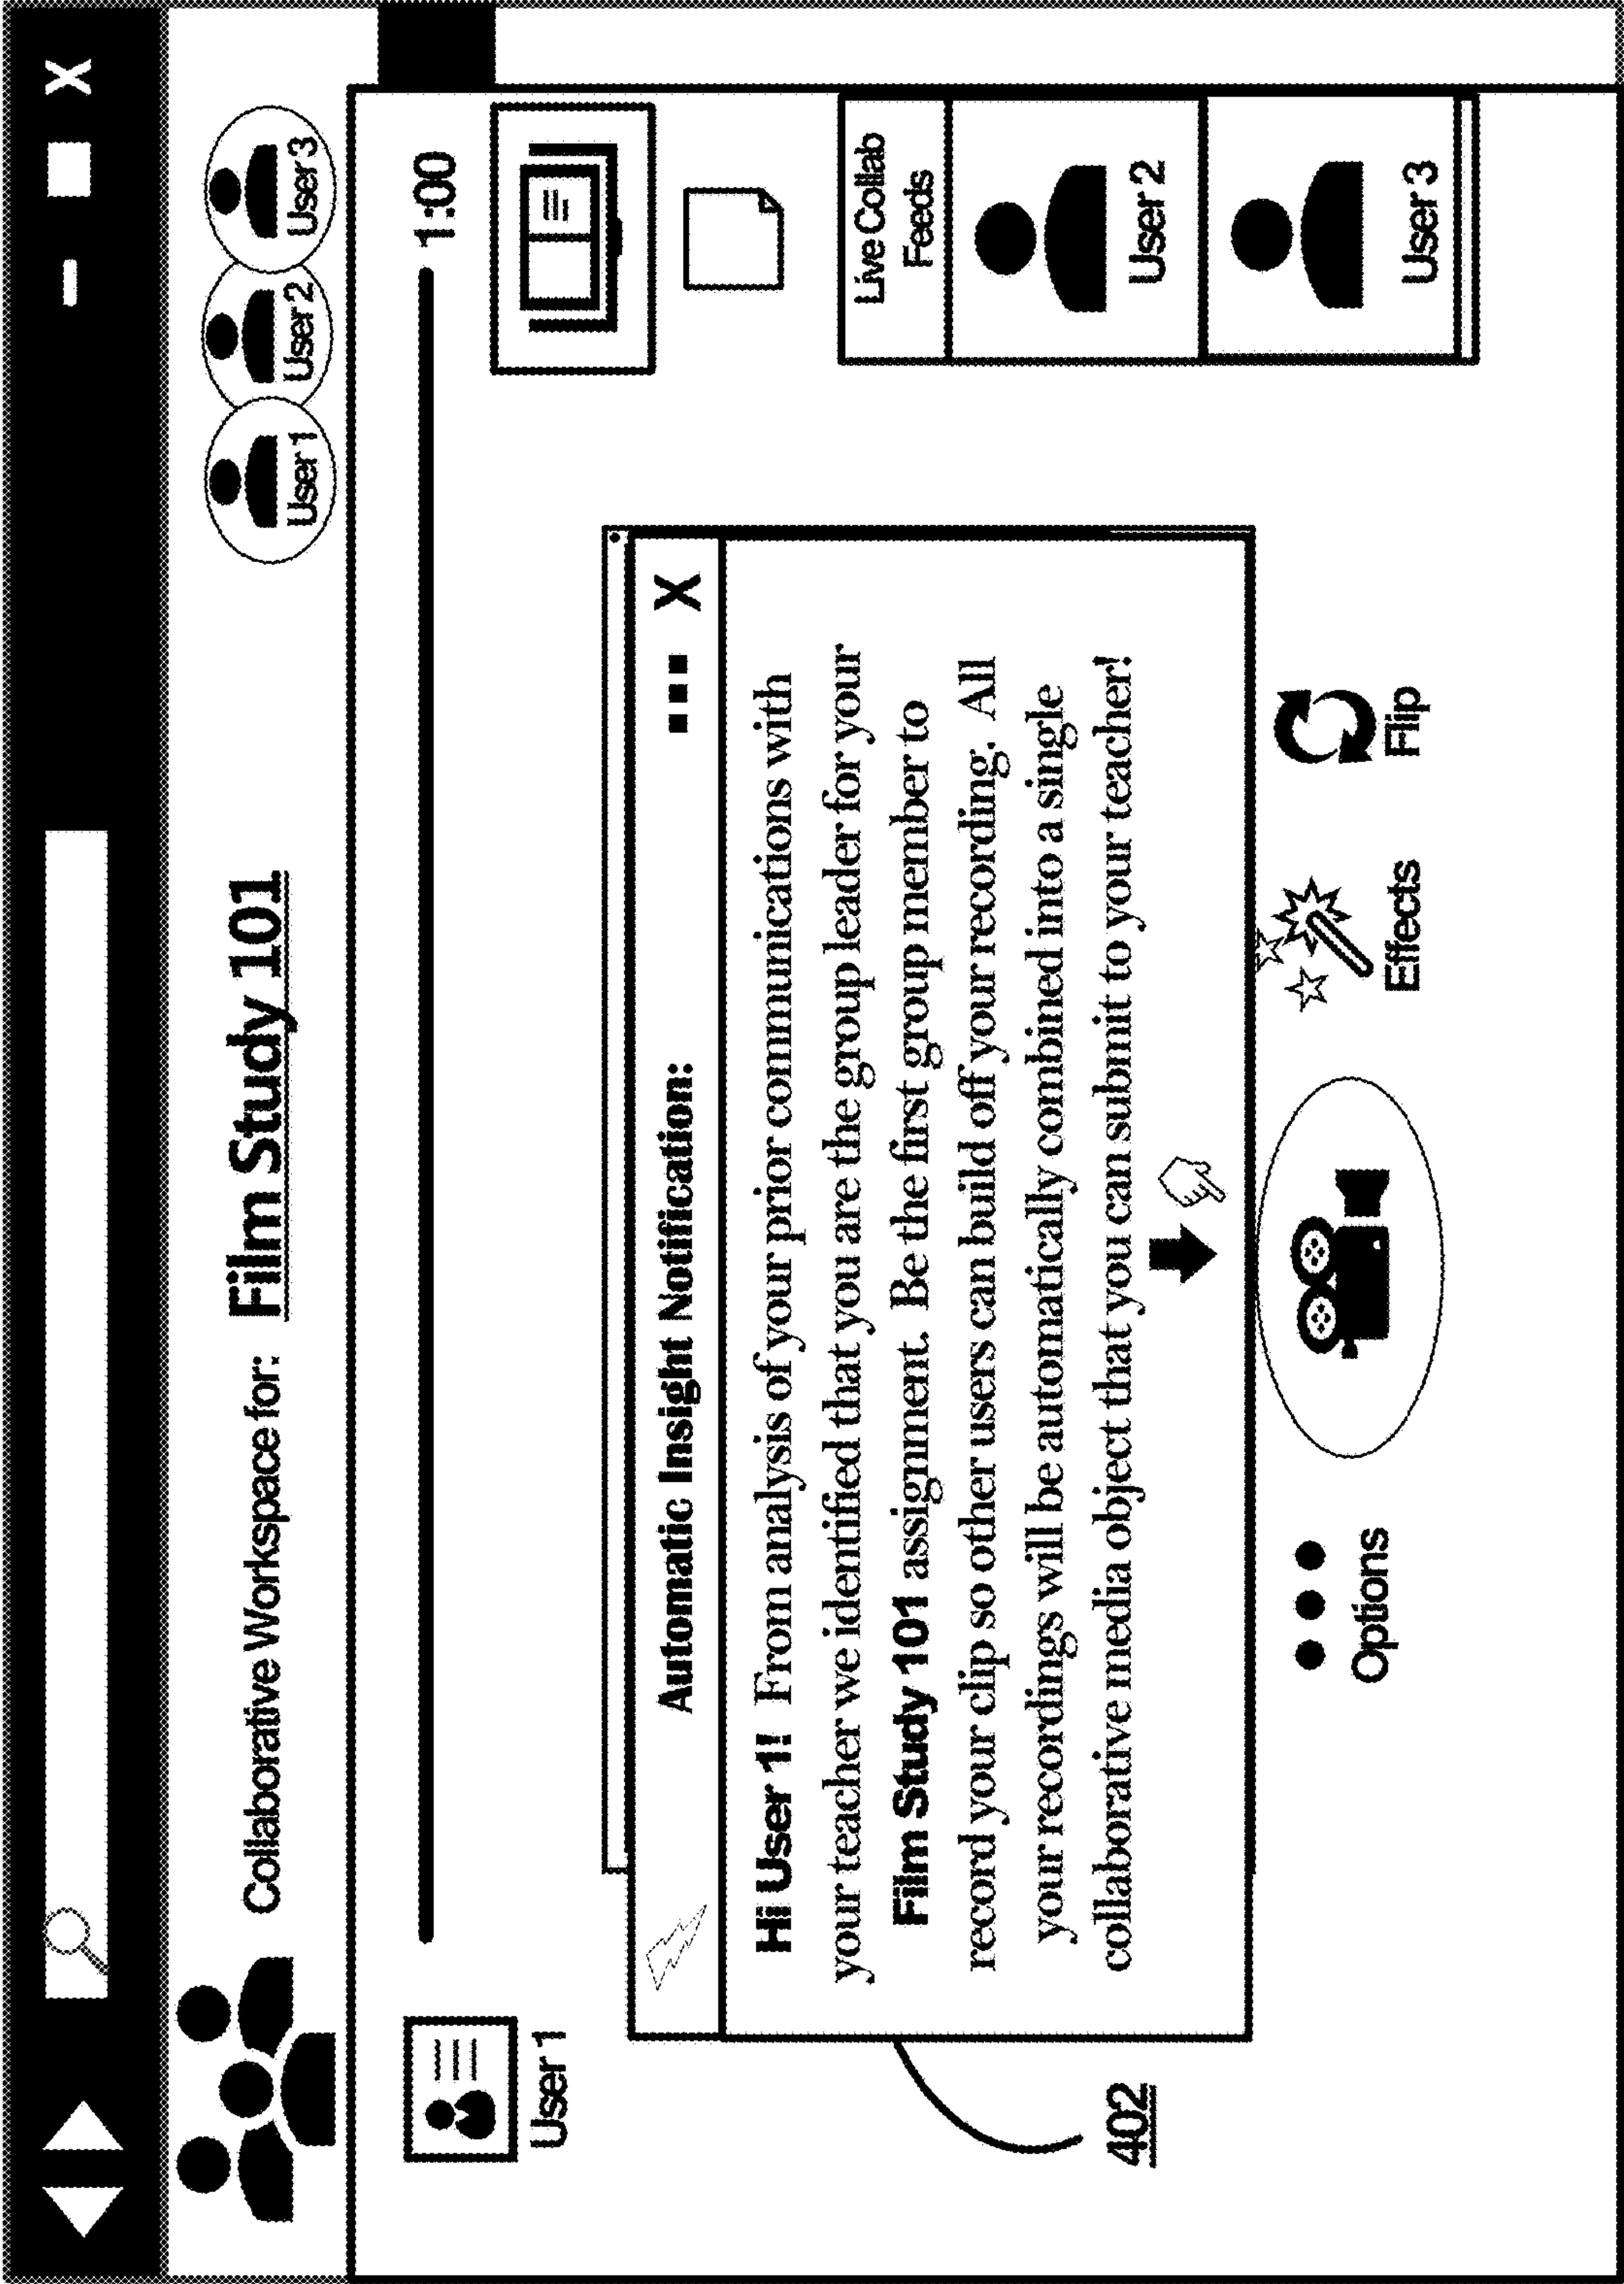 X
Collaborative Workspace for: Film Study 101
User 1
User 2
User 3
User 1
1:00
Automatic Insight Notification:
X
Hi User 1! From analysis of your prior communications with
your teacher we identified that you are the group leader for your
Film Study 101 assignment. Be the first group member to
record your clip so other users can build off your recording. All
your recordings will be automatically combined into a single
collaborative media object that you can submit to your teacher!
Live Collab
Feeds
User 2
User 3
402
Options
Effects
Flip